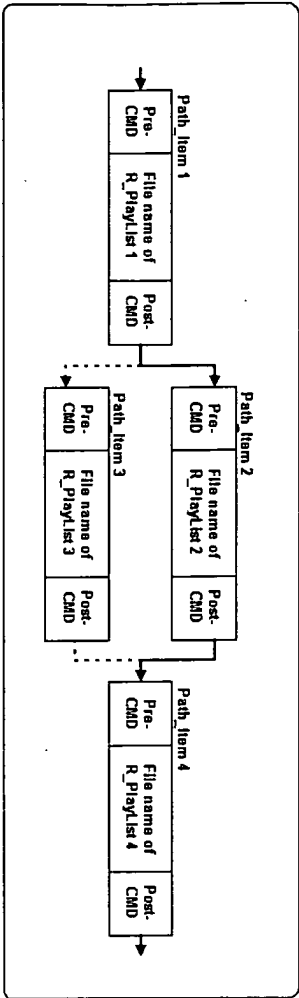 Path_Item 1
Pre-
CMD
File name of
R_PlayList 1
Post-
CMD
Path_Item 2
Pre-
CMD
File name of
R_PlayList 2
Post-
CMD
Path_Item 3
Pre-
CMD
File name of
R_PlayList 3
Post-
CMD
Path_Item 4
Pre-
CMD
File name of
R_PlayList 4
Post-
CMD